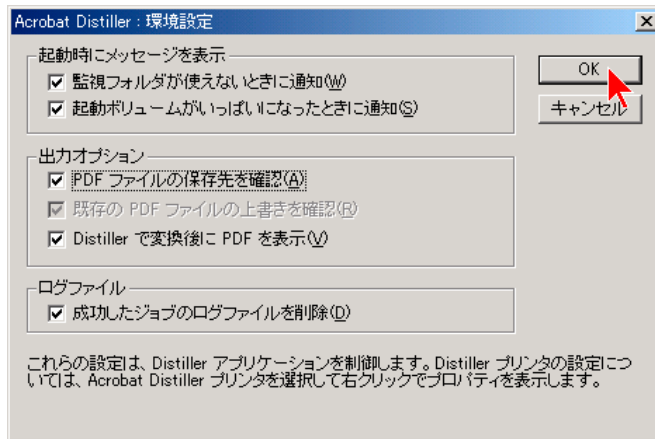 Acrobat Distiller : 環境設定
起動時にメッセージを表示
監視フォルダが使えないときに通知(W)
起動ボリュームがいっぱいになったときに通知(S)
OK
キャンセル
出力オプション
PDF ファイルの保存先を確認(A)
既存の PDF ファイルの上書きを確認(R)
Distiller で変換後に PDF を表示(V)
ログファイル
成功したジョブのログファイルを削除(D)
これらの設定は、Distiller アプリケーションを制御します。Distiller プリンタの設定につ
いては、Acrobat Distiller プリンタを選択して右クリックでプロパティを表示します。